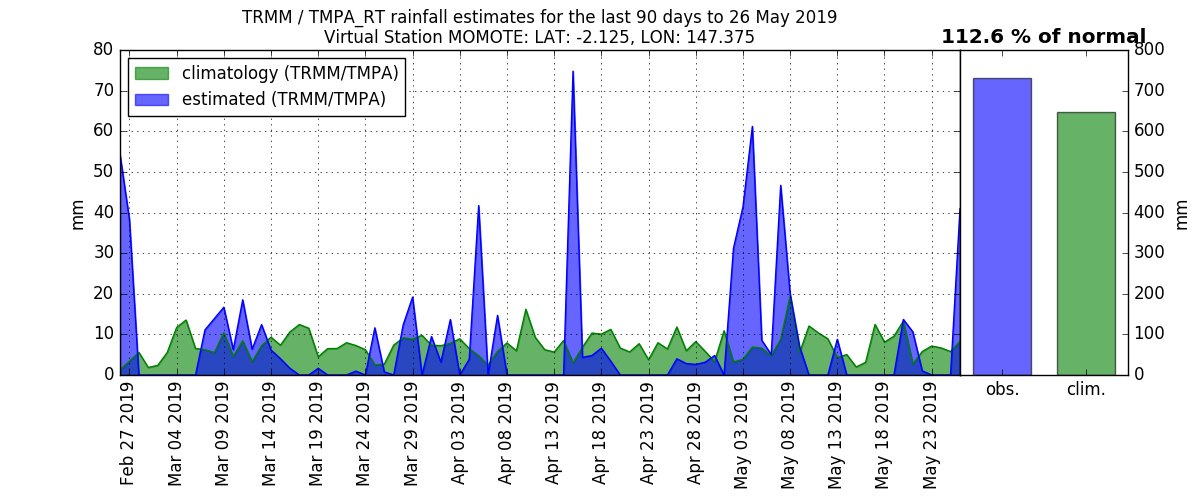 TRMM / TMPA_RT rainfall estimates for the last 90 days to 26 May 2019
Virtual Station MOMOTE: LAT: -2.125, LON: 147.375
112.6 % of normal
climatology (TRMM/TMPA)
estimated (TRMM/TMPA)
mm
80
70
60
50
40
30
20
10
0
Feb 27 2019
Mar 04 2019
Mar 09 2019
Mar 14 2019
Mar 19 2019
Mar 24 2019
Mar 29 2019
Apr 03 2019
Apr 08 2019
Apr 13 2019
Apr 18 2019
Apr 23 2019
Apr 28 2019
May 03 2019
May 08 2019
May 13 2019
May 18 2019
May 23 2019
800
700
600
500
400
300
200
100
0
mm
obs.
clim.